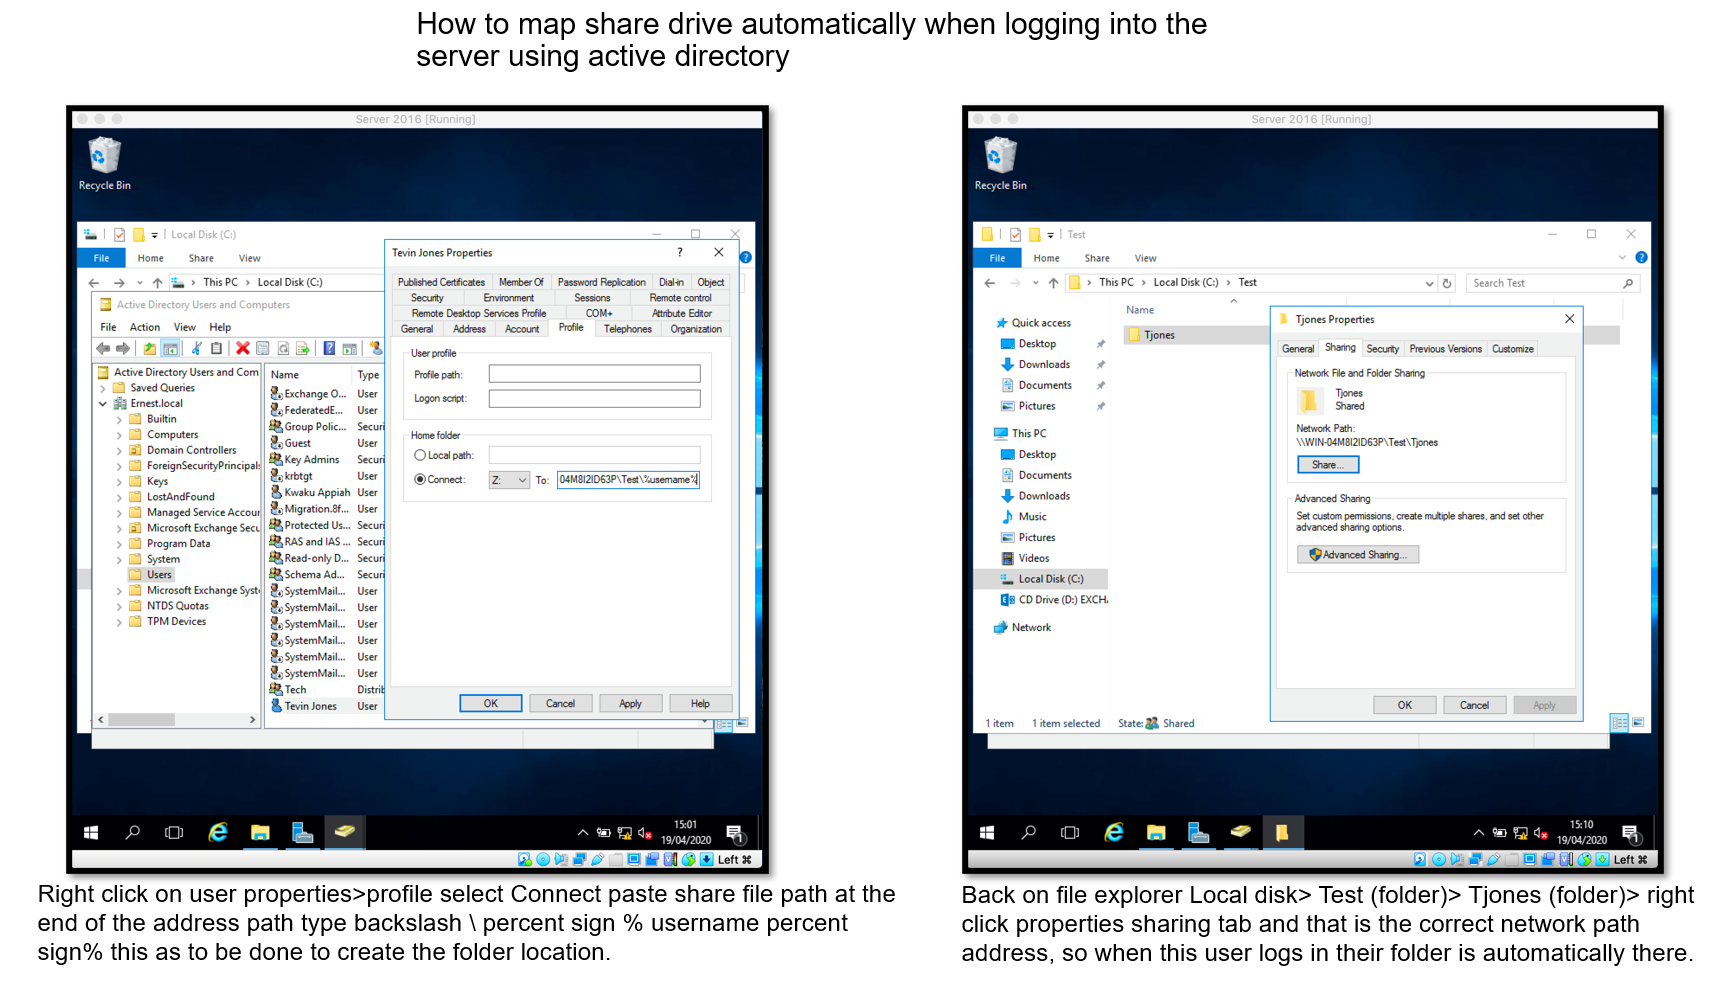 How to map share drive automatically when logging into the
server using active directory
Server 2016 [Running]
Recycle Bin
Local Disk (C:)
File Home Share View
This PC > Local Disk (C:)
Active Directory Users and Computers
File Action View Help
Active Directory Users and Com
Saved Queries
Ernest.local
Builtin
Computers
Domain Controllers
ForeignSecurityPrincipals
Keys
LostAndFound
Managed Service Accour
Microsoft Exchange Secu
Program Data
System
Users
Microsoft Exchange Syste
NTDS Quotas
TPM Devices
Name Type
Exchange O... User
FederatedE... User
Group Polic... Securi
Guest User
Key Admins Securi
krbtgt User
Kwaku Appiah User
Migration.8f... User
Protected Us... Securi
RAS and IAS ... Securi
Read-only D... Securi
Schema Ad... Securi
SystemMail... User
SystemMail... User
SystemMail... User
SystemMail... User
SystemMail... User
SystemMail... User
Tech Distrib
Tevin Jones User
Tevin Jones Properties
Published Certificates Member Of Password Replication Dial-in Object
Security Environment Sessions Remote control
Remote Desktop Services Profile COM+ Attribute Editor
General Address Account Profile Telephones Organization
User profile
Profile path:
Logon script:
Home folder
Local path:
Connect: Z: To: 04M8I2ID63P\Test\%username%
OK Cancel Apply Help
15:01
19/04/2020
1
Left ⌘
Right click on user properties>profile select Connect paste share file path at the
end of the address path type backslash \ percent sign % username percent
sign% this as to be done to create the folder location.
Server 2016 [Running]
Recycle Bin
Test
File Home Share View
This PC > Local Disk (C:) > Test
Search Test
Quick access
Desktop
Downloads
Documents
Pictures
This PC
Desktop
Documents
Downloads
Music
Pictures
Videos
Local Disk (C:)
CD Drive (D:) EXCH
Network
Name
Tjones
1 item 1 item selected State: Shared
Tjones Properties
General Sharing Security Previous Versions Customize
Network File and Folder Sharing
Tjones
Shared
Network Path:
\\WIN-04M8I2ID63P\Test\Tjones
Share...
Advanced Sharing
Set custom permissions, create multiple shares, and set other
advanced sharing options.
Advanced Sharing...
OK Cancel Apply
15:10
19/04/2020
1
Left ⌘
Back on file explorer Local disk> Test (folder)> Tjones (folder)> right
click properties sharing tab and that is the correct network path
address, so when this user logs in their folder is automatically there.